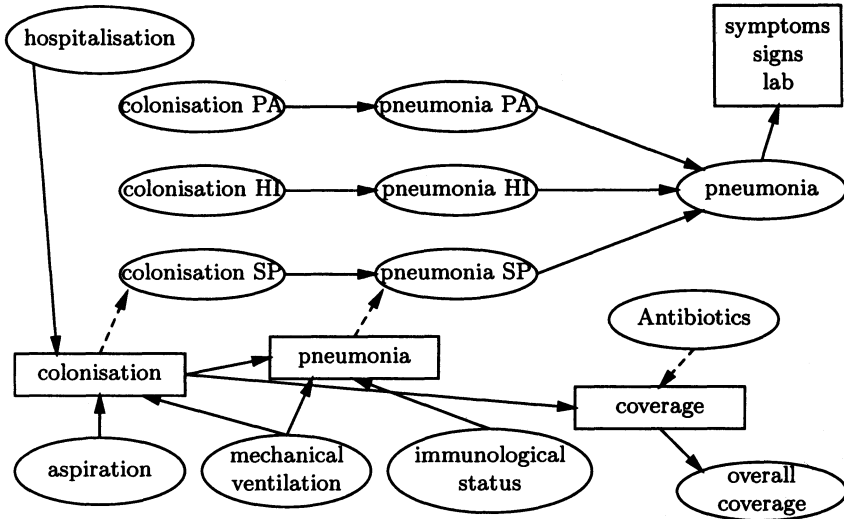 hospitalisation
symptoms
signs
lab
colonisation PA
pneumonia PA
colonisation HI
pneumonia HI
pneumonia
colonisation SP
pneumonia SP
Antibiotics
pneumonia
colonisation
coverage
aspiration
mechanical
ventilation
immunological
status
overall
coverage